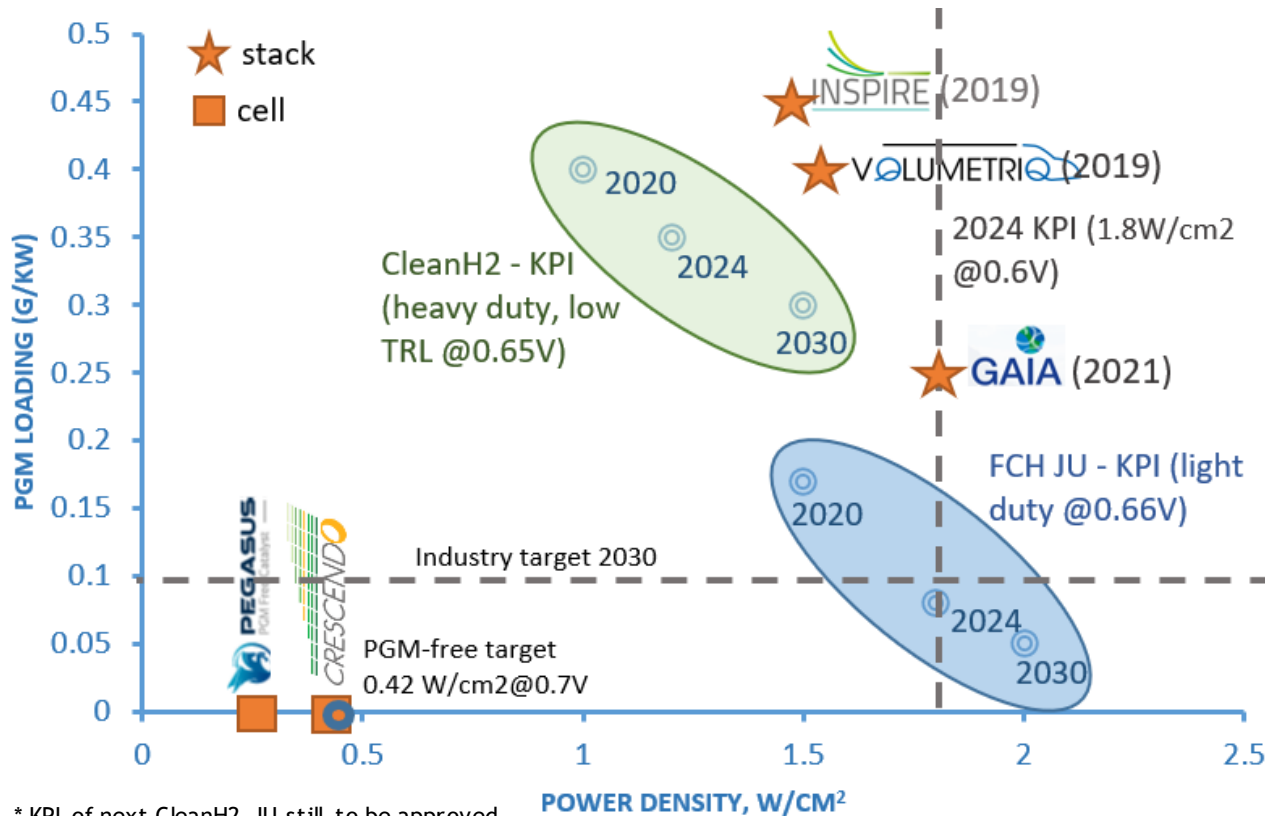 0.5
0.45
0.4
0.35
0.3
0.25
0.2
0.15
0.1
0.05
0
PGM LOADING (G/KW)
stack
cell
INSPIRE (2019)
VOLUMETRIQ (2019)
2020
2024
2030
CleanH2 - KPI
(heavy duty, low
TRL @0.65V)
2024 KPI (1.8W/cm2
@0.6V)
GAIA (2021)
FCH JU - KPI (light
duty @0.66V)
2020
2024
2030
Industry target 2030
PEGASUS
PGM Free Catalyst
CRESCENDO
PGM-free target
0.42 W/cm2@0.7V
0
0.5
1
1.5
2
2.5
POWER DENSITY, W/CM²
* KPI of next CleanH2 JU still to be approved